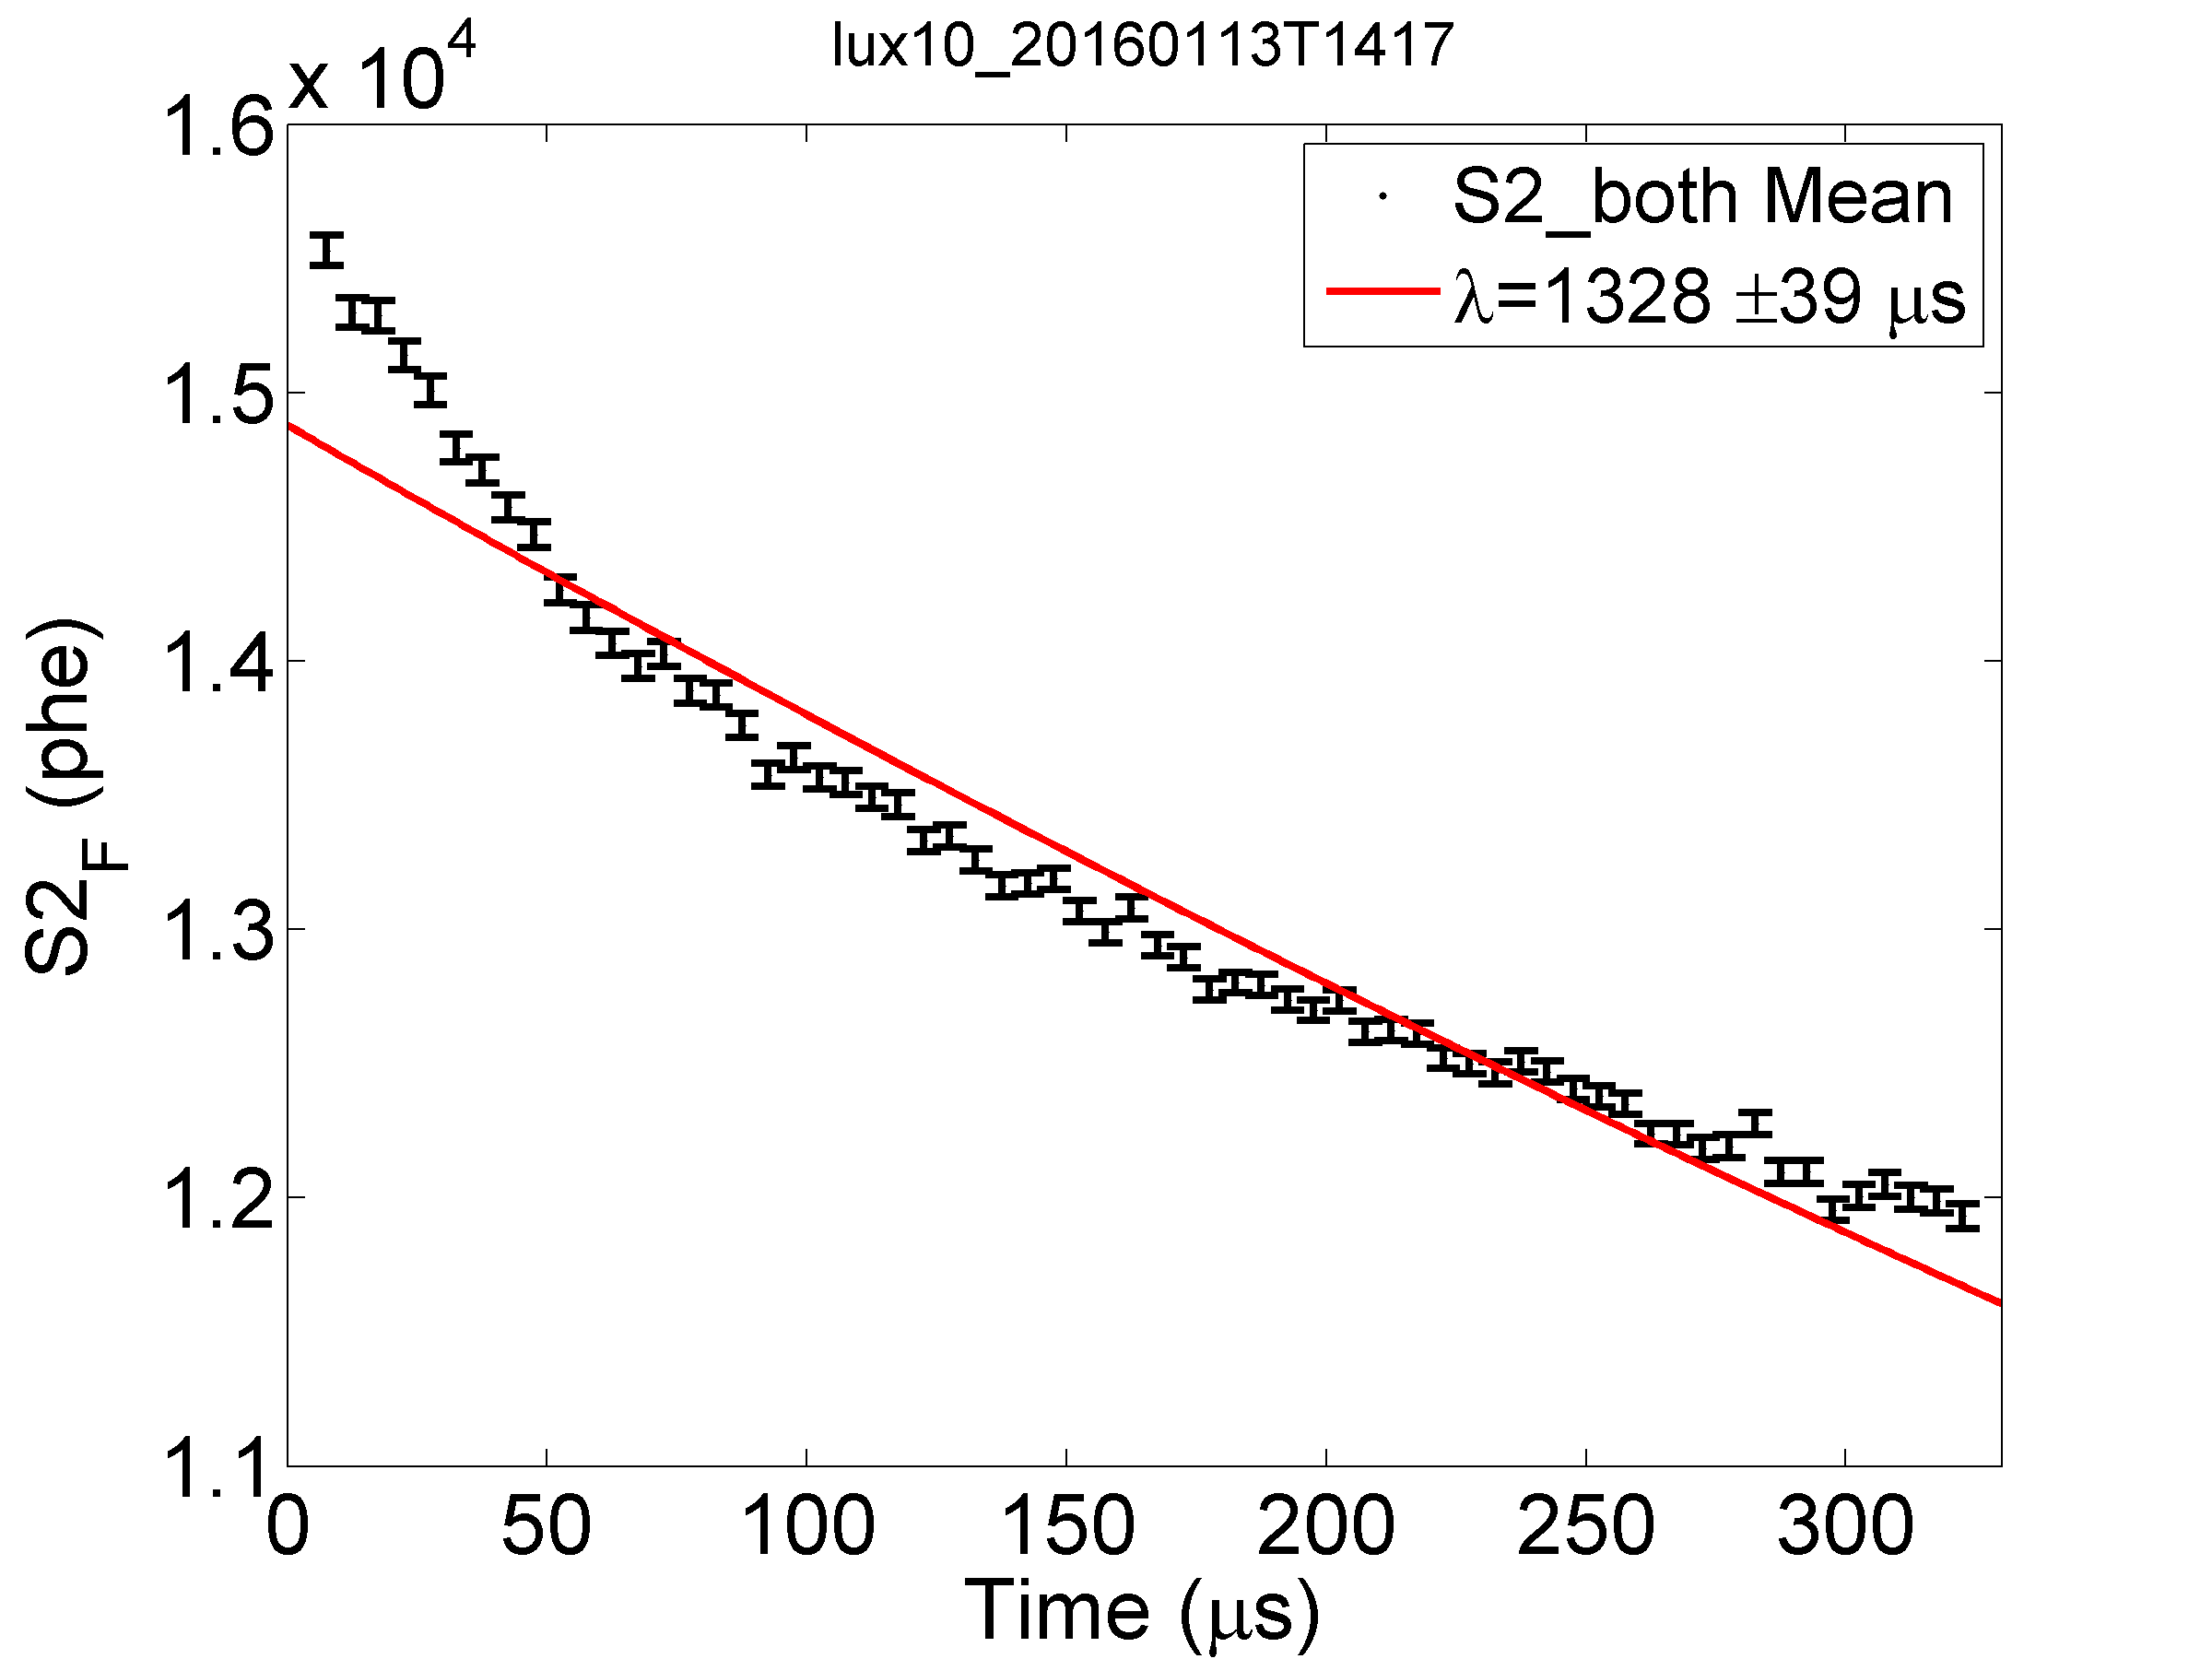 lux10_20160113T1417
x 10^4
1.6
1.5
1.4
1.3
1.2
1.1
S2_both Mean
λ=1328 ±39 μs
S2_F (phe)
0 50 100 150 200 250 300
Time (μs)